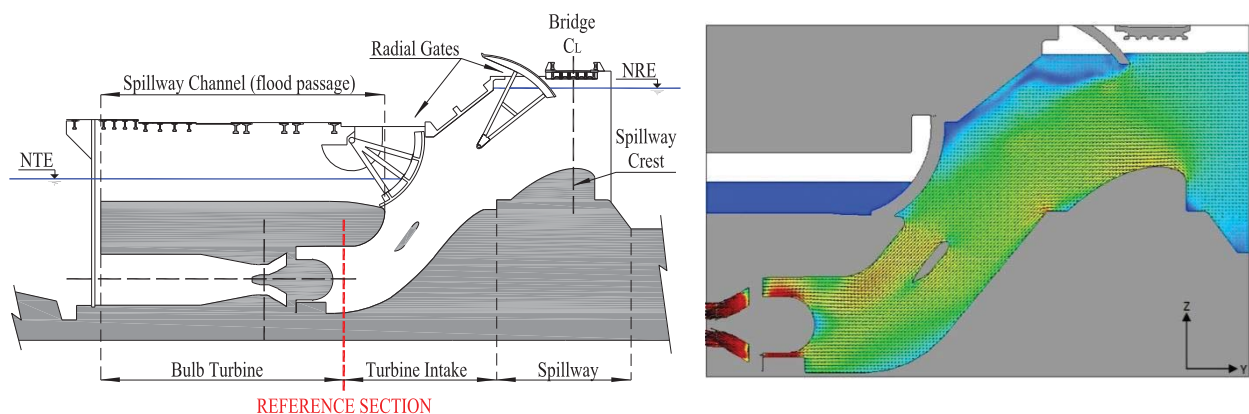 Bridge
CL
Radial Gates
NRE
Spillway Channel (flood passage)
NTE
Spillway
Crest
Bulb Turbine
Turbine Intake
Spillway
REFERENCE SECTION
Z
Y